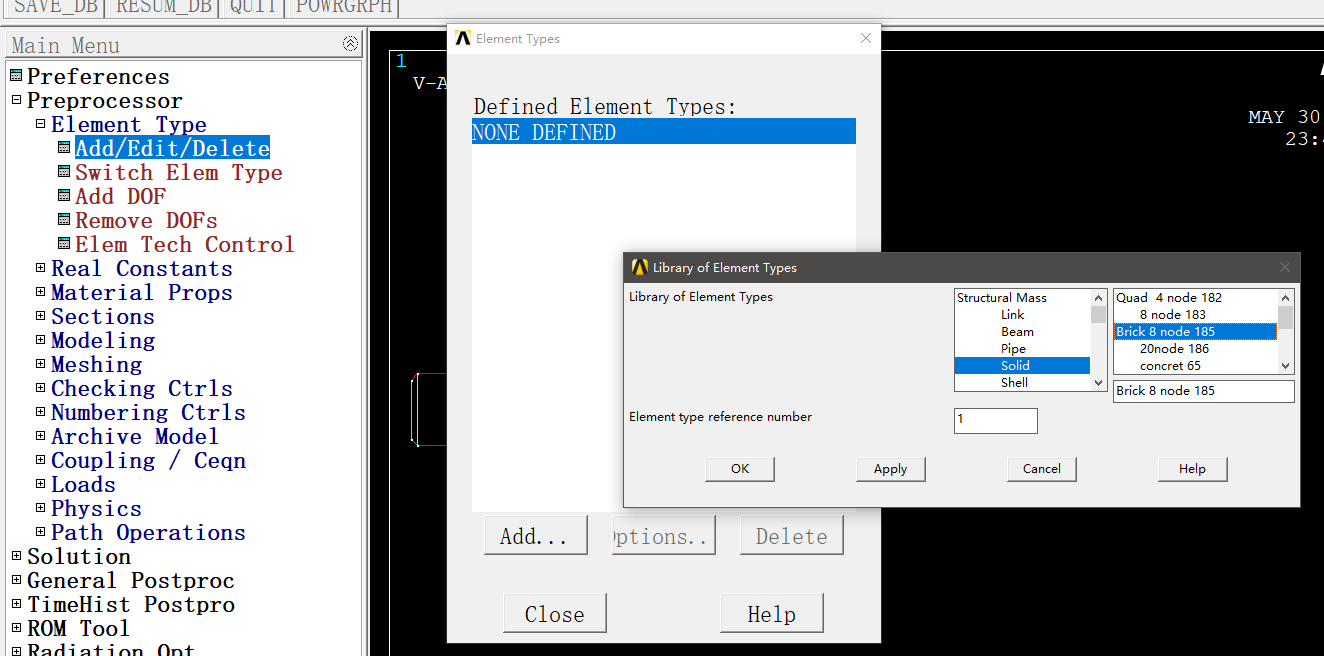 SAVE_DB RESUM_DB QUIT POWRGRPH
Main Menu
Preferences
Preprocessor
Element Type
Add/Edit/Delete
Switch Elem Type
Add DOF
Remove DOFs
Elem Tech Control
Real Constants
Material Props
Sections
Modeling
Meshing
Checking Ctrls
Numbering Ctrls
Archive Model
Coupling / Ceqn
Loads
Physics
Path Operations
Solution
General Postproc
TimeHist Postpro
ROM Tool
Radiation Opt
1
V-A
MAY 30
23:
Element Types
Defined Element Types:
NONE DEFINED
Add...
ptions..
Delete
Close
Help
Library of Element Types
Library of Element Types
Structural Mass
Link
Beam
Pipe
Solid
Shell
Quad 4 node 182
8 node 183
Brick 8 node 185
20node 186
concret 65
Brick 8 node 185
Element type reference number
1
OK
Apply
Cancel
Help